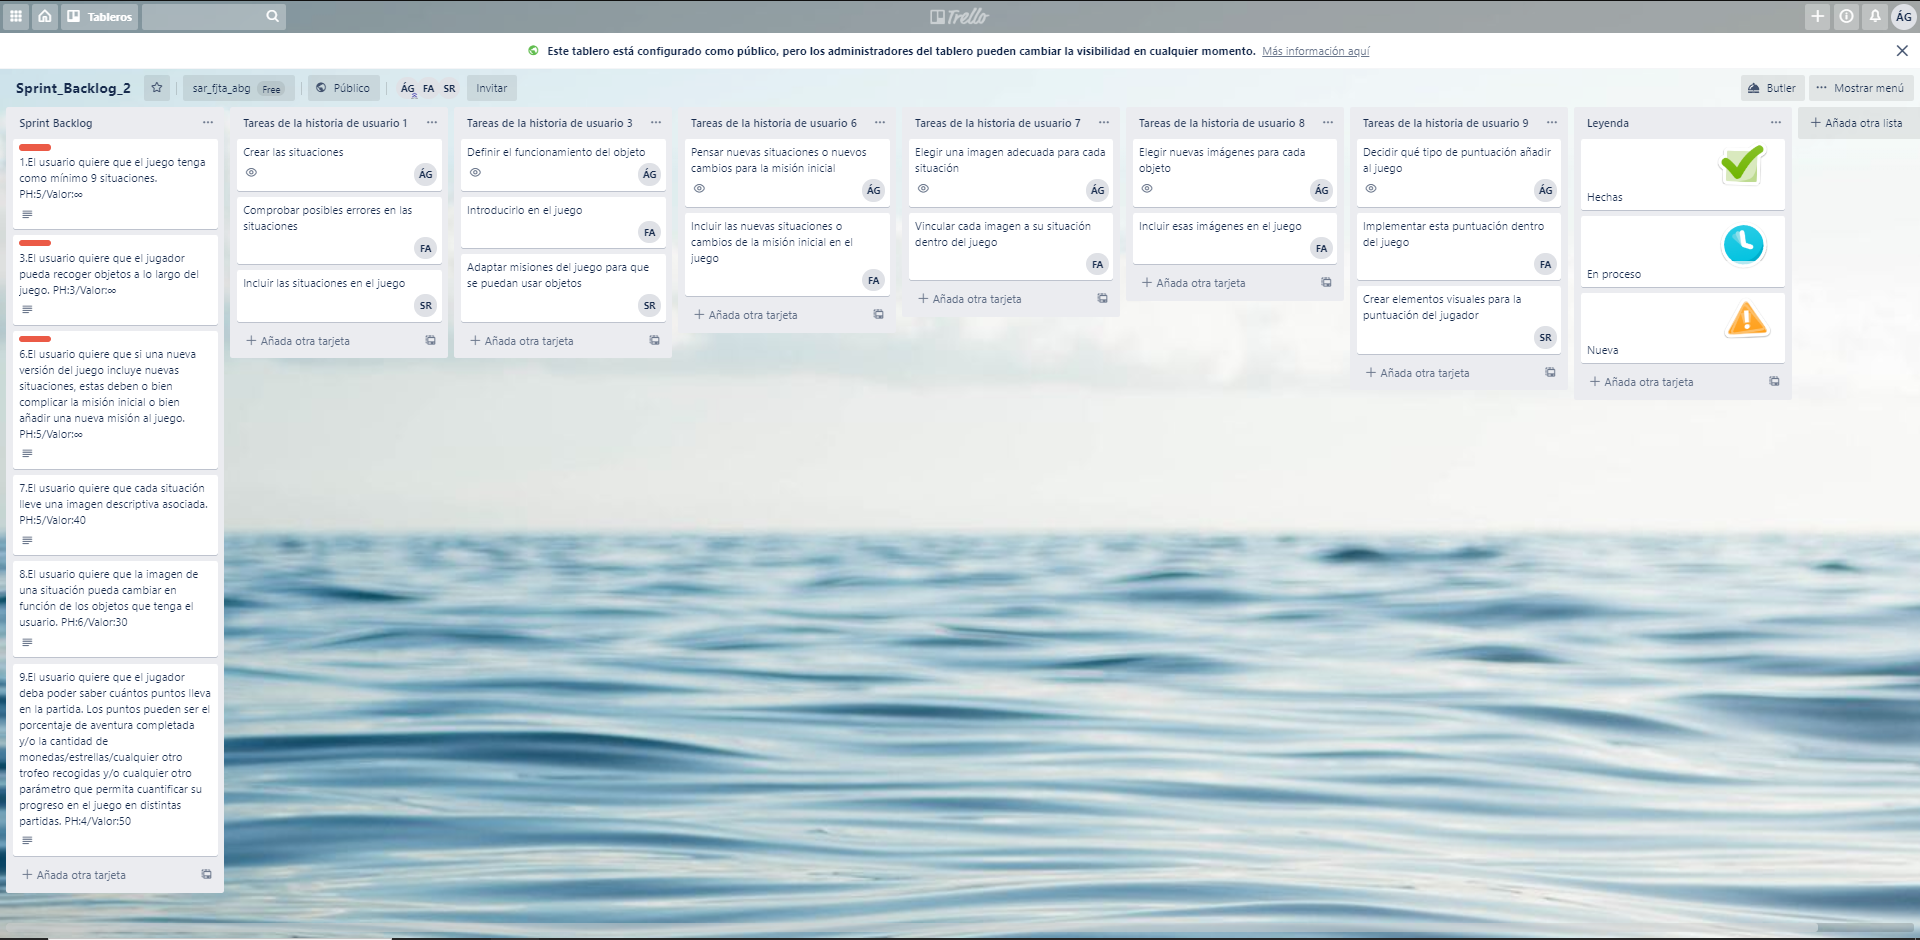 Tableros
Trello
ÁG
Este tablero está configurado como público, pero los administradores del tablero pueden cambiar la visibilidad en cualquier momento. Más información aquí
Sprint_Backlog_2
sar_fjta_abg Free
Público
ÁG FA SR
Invitar
Butler
Mostrar menú
Sprint Backlog
1.El usuario quiere que el juego tenga
como mínimo 9 situaciones.
PH:5/Valor:∞
3.El usuario quiere que el jugador
pueda recoger objetos a lo largo del
juego. PH:3/Valor:∞
6.El usuario quiere que si una nueva
versión del juego incluye nuevas
situaciones, estas deben o bien
complicar la misión inicial o bien
añadir una nueva misión al juego.
PH:5/Valor:∞
7.El usuario quiere que cada situación
lleve una imagen descriptiva asociada.
PH:5/Valor:40
8.El usuario quiere que la imagen de
una situación pueda cambiar en
función de los objetos que tenga el
usuario. PH:6/Valor:30
9.El usuario quiere que el jugador
deba poder saber cuántos puntos lleva
en la partida. Los puntos pueden ser el
porcentaje de aventura completada
y/o la cantidad de
monedas/estrellas/cualquier otro
trofeo recogidas y/o cualquier otro
parámetro que permita cuantificar su
progreso en el juego en distintas
partidas. PH:4/Valor:50
+ Añada otra tarjeta
Tareas de la historia de usuario 1
Crear las situaciones
ÁG
Comprobar posibles errores en las
situaciones
FA
Incluir las situaciones en el juego
SR
+ Añada otra tarjeta
Tareas de la historia de usuario 3
Definir el funcionamiento del objeto
ÁG
Introducirlo en el juego
FA
Adaptar misiones del juego para que
se puedan usar objetos
SR
+ Añada otra tarjeta
Tareas de la historia de usuario 6
Pensar nuevas situaciones o nuevos
cambios para la misión inicial
ÁG
Incluir las nuevas situaciones o
cambios de la misión inicial en el
juego
FA
+ Añada otra tarjeta
Tareas de la historia de usuario 7
Elegir una imagen adecuada para cada
situación
ÁG
Vincular cada imagen a su situación
dentro del juego
FA
+ Añada otra tarjeta
Tareas de la historia de usuario 8
Elegir nuevas imágenes para cada
objeto
ÁG
Incluir esas imágenes en el juego
FA
+ Añada otra tarjeta
Tareas de la historia de usuario 9
Decidir qué tipo de puntuación añadir
al juego
ÁG
Implementar esta puntuación dentro
del juego
FA
Crear elementos visuales para la
puntuación del jugador
SR
+ Añada otra tarjeta
Leyenda
Hechas
En proceso
Nueva
+ Añada otra tarjeta
+ Añada otra lista